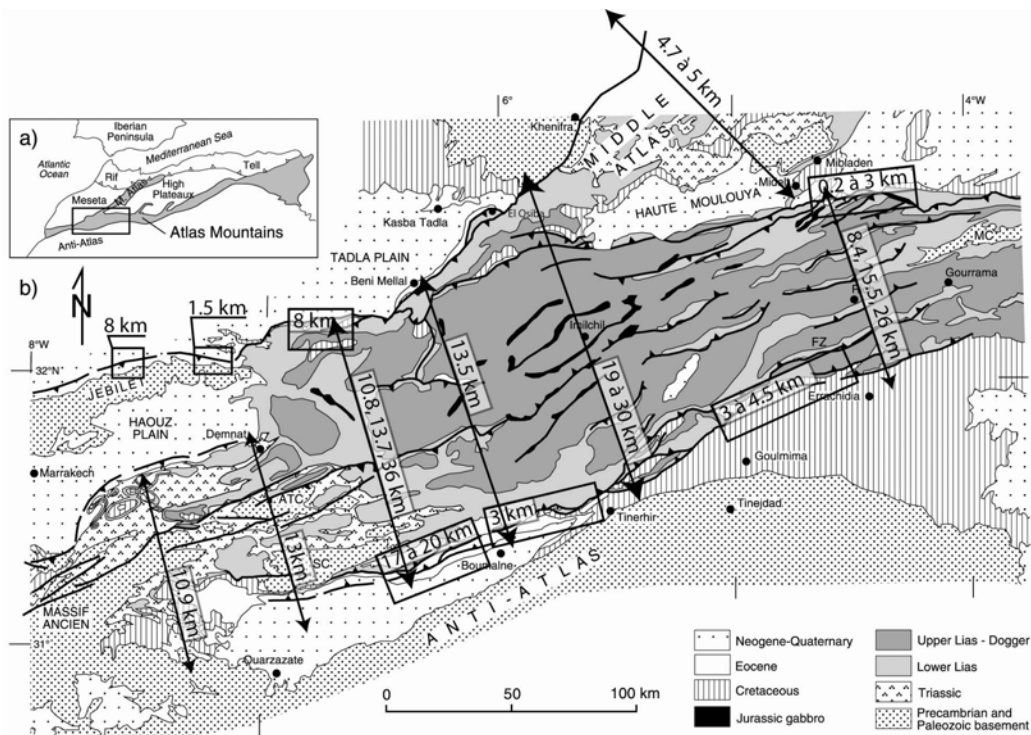 a)
Iberian
Peninsula
Atlantic
Ocean
Mediterranean Sea
Rif
Tell
M. Atlas
High
Plateaux
Meseta
Anti-Atlas
Atlas Mountains
b)
N
6°
4°W
4.7 à 5 km
Khenifra
MIDDLE
ATLAS
Mibladen
Midelt
0.2 à 3 km
HAUTE MOULOUYA
Kasba Tadla
El Qsiba
TADLA PLAIN
Beni Mellal
MC
Gourrama
8.4, 15.5, 26 km
R
FZ
Imilchil
19 à 30 km
13.5 km
8 km
1.5 km
8 km
8°W
32°N
JEBILET
HAOUZ
PLAIN
Demnat
Marrakech
10.8, 13.7, 36 km
3 à 4.5 km
Errachidia
Goulmima
Tinejdad
Tinerhir
3 km
17 à 20 km
Boumalne
ATC
SC
13km
10.9 km
MASSIF
ANCIEN
31°
Ouarzazate
ANTI-ATLAS
0 50 100 km
Neogene-Quaternary
Eocene
Cretaceous
Jurassic gabbro
Upper Lias - Dogger
Lower Lias
Triassic
Precambrian and
Paleozoic basement